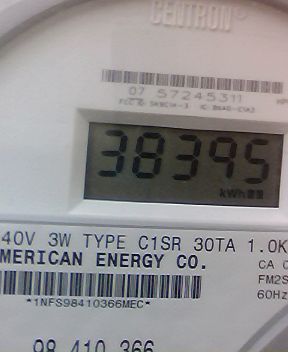 CENTRON®
07 57245311
38395
kWh
40V 3W TYPE C1SR 30TA 1.0K
MERICAN ENERGY CO.
CA 0
FM2S
60Hz
*1NFS98410366MEC*
98 410 366